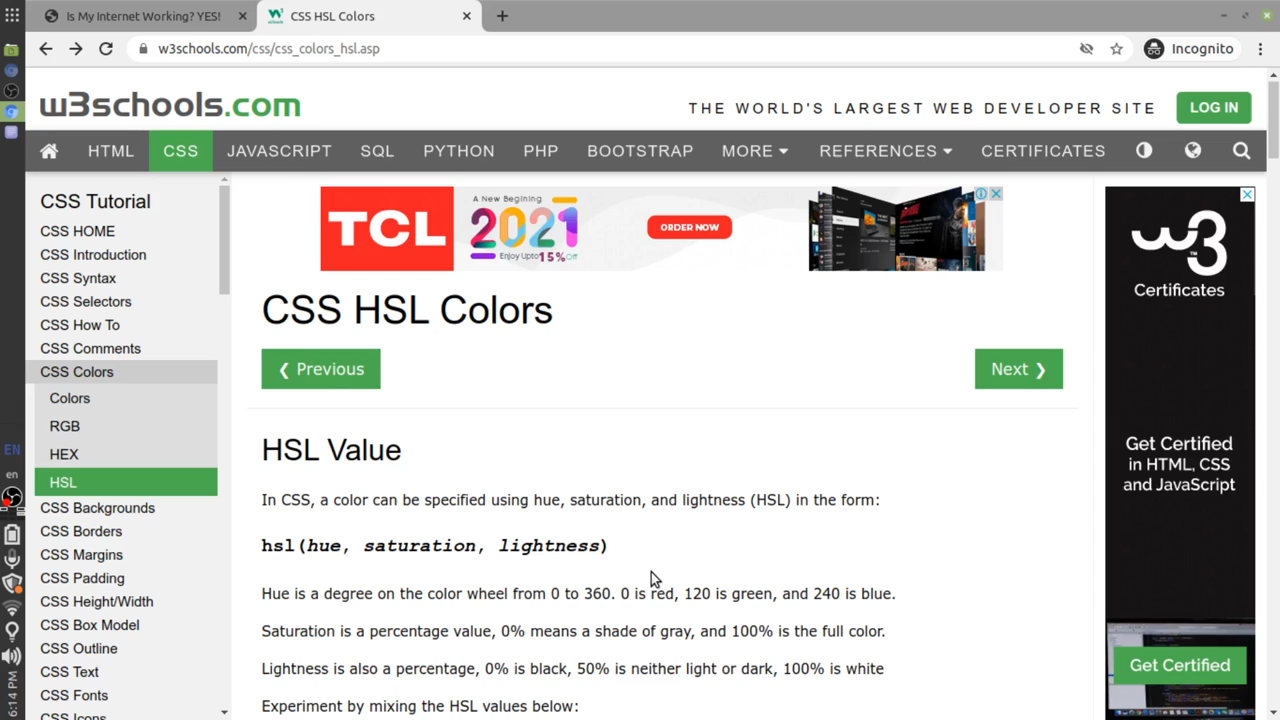 Is My Internet Working? YES!
CSS HSL Colors
w3schools.com/css/css_colors_hsl.asp
Incognito
w3schools.com
THE WORLD'S LARGEST WEB DEVELOPER SITE
LOG IN
HTML
CSS
JAVASCRIPT
SQL
PYTHON
PHP
BOOTSTRAP
MORE
REFERENCES
CERTIFICATES
CSS Tutorial
CSS HOME
CSS Introduction
CSS Syntax
CSS Selectors
CSS How To
CSS Comments
CSS Colors
Colors
RGB
HEX
HSL
CSS Backgrounds
CSS Borders
CSS Margins
CSS Padding
CSS Height/Width
CSS Box Model
CSS Outline
CSS Text
CSS Fonts
CSS Icons
TCL
A New Begining
2021
Enjoy Upto 15% Off
ORDER NOW
CSS HSL Colors
❮ Previous
Next ❯
HSL Value
In CSS, a color can be specified using hue, saturation, and lightness (HSL) in the form:
hsl(hue, saturation, lightness)
Hue is a degree on the color wheel from 0 to 360. 0 is red, 120 is green, and 240 is blue.
Saturation is a percentage value, 0% means a shade of gray, and 100% is the full color.
Lightness is also a percentage, 0% is black, 50% is neither light or dark, 100% is white
Experiment by mixing the HSL values below:
w3
TM
Certificates
Get Certified
in HTML, CSS
and JavaScript
Get Certified
EN
en
6:14 PM